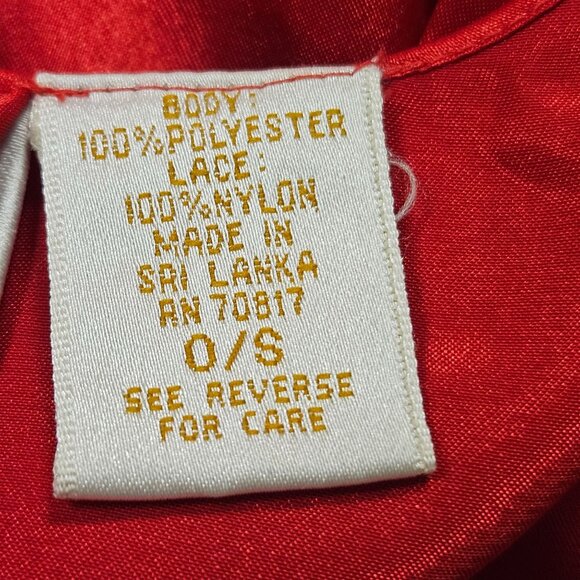 BODY:
100%POLYESTER
LACE:
100%NYLON
MADE IN
SRI LANKA
RN 70817
O/S
SEE REVERSE
FOR CARE